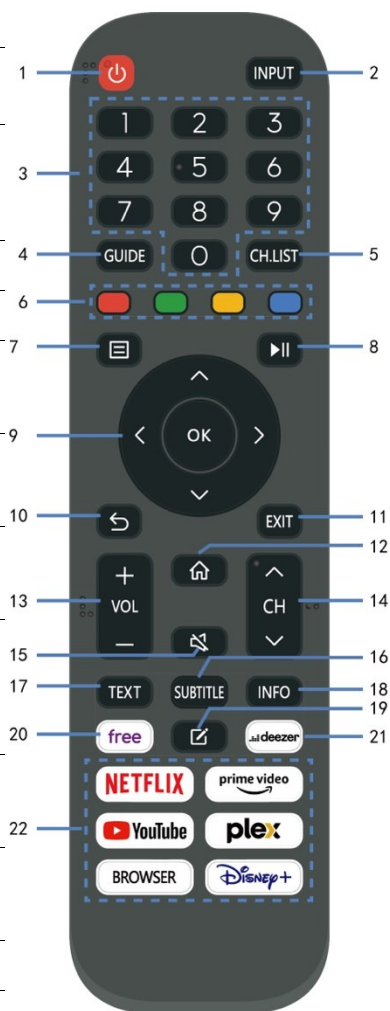 1 INPUT 2
1 2 3
3 4 5 6
7 8 9
4 GUIDE 0 CH.LIST 5
6
7 8
9 OK
10 EXIT 11
12
13 + VOL - CH 14
15
16
17 TEXT SUBTITLE INFO 18
19
20 free deezer 21
NETFLIX prime video
22 YouTube plex
BROWSER Disney+